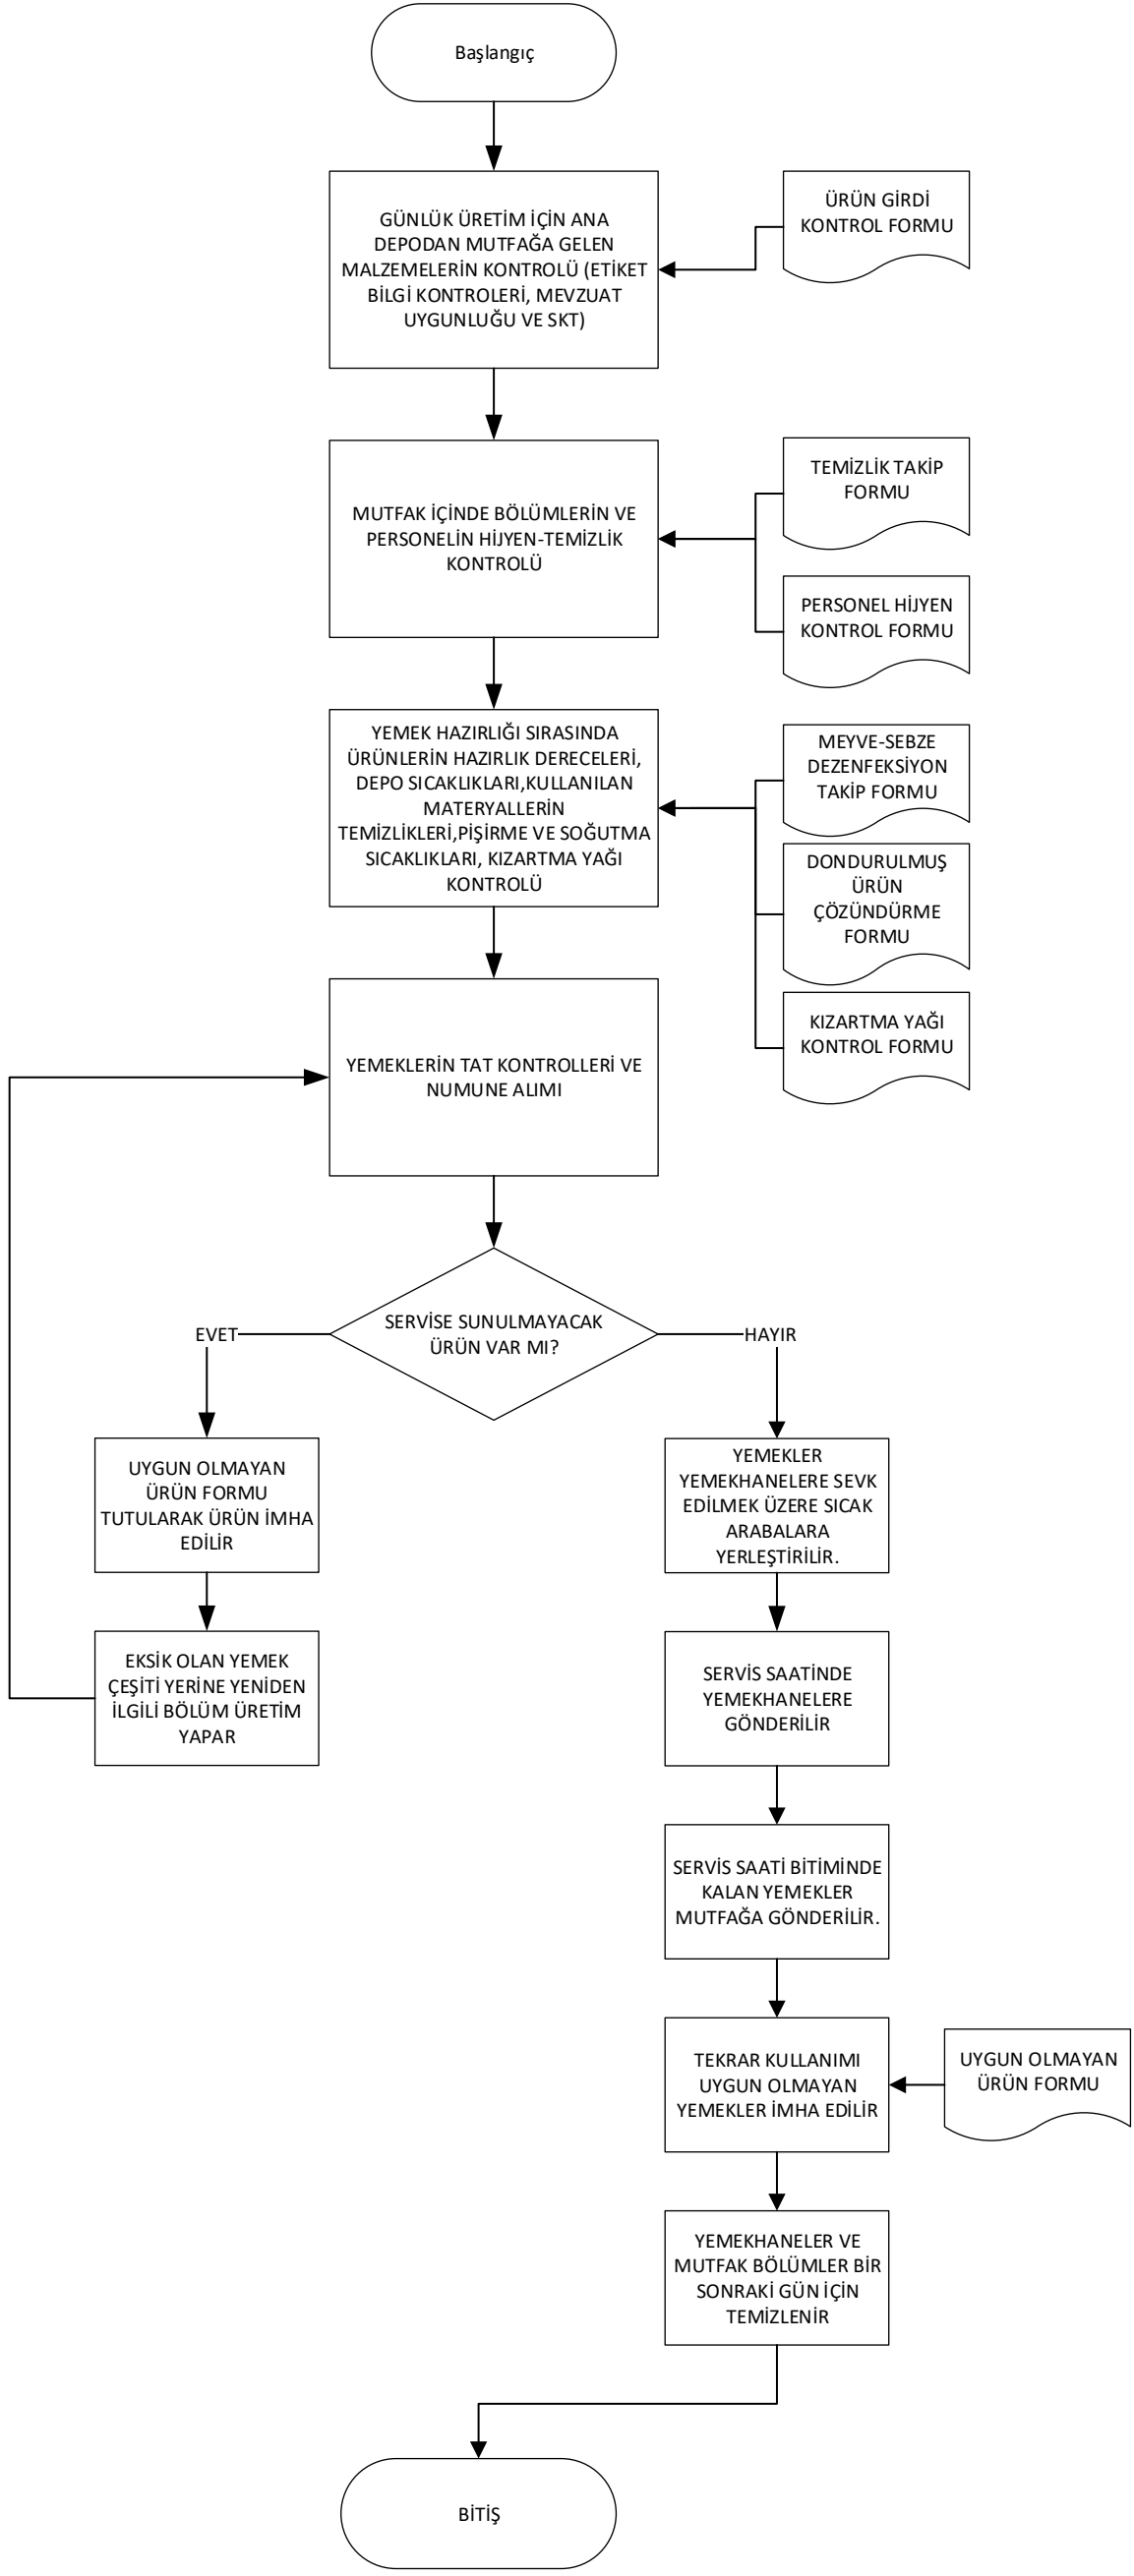 Başlangıç
GÜNLÜK ÜRETİM İÇİN ANA
DEPODAN MUTFAĞA GELEN
MALZEMELERİN KONTROLÜ (ETİKET
BİLGİ KONTROLERİ, MEVZUAT
UYGUNLUĞU VE SKT)
ÜRÜN GİRDİ
KONTROL FORMU
MUTFAK İÇİNDE BÖLÜMLERİN VE
PERSONELİN HİJYEN-TEMİZLİK
KONTROLÜ
TEMİZLİK TAKİP
FORMU
PERSONEL HİJYEN
KONTROL FORMU
YEMEK HAZIRLIĞI SIRASINDA
ÜRÜNLERİN HAZIRLIK DERECELERİ,
DEPO SICAKLIKLARI,KULLANILAN
MATERYALLERİN
TEMİZLİKLERİ,PİŞİRME VE SOĞUTMA
SICAKLIKLARI, KIZARTMA YAĞI
KONTROLÜ
MEYVE-SEBZE
DEZENFEKSİYON
TAKİP FORMU
DONDURULMUŞ
ÜRÜN
ÇÖZÜNDÜRME
FORMU
KIZARTMA YAĞI
KONTROL FORMU
YEMEKLERİN TAT KONTROLLERİ VE
NUMUNE ALIMI
SERVİSE SUNULMAYACAK
ÜRÜN VAR MI?
EVET
HAYIR
UYGUN OLMAYAN
ÜRÜN FORMU
TUTULARAK ÜRÜN İMHA
EDİLİR
EKSİK OLAN YEMEK
ÇEŞİTİ YERİNE YENİDEN
İLGİLİ BÖLÜM ÜRETİM
YAPAR
YEMEKLER
YEMEKHANELERE SEVK
EDİLMEK ÜZERE SICAK
ARABALARA
YERLEŞTİRİLİR.
SERVİS SAATİNDE
YEMEKHANELERE
GÖNDERİLİR
SERVİS SAATİ BİTİMİNDE
KALAN YEMEKLER
MUTFAĞA GÖNDERİLİR.
TEKRAR KULLANIMI
UYGUN OLMAYAN
YEMEKLER İMHA EDİLİR
UYGUN OLMAYAN
ÜRÜN FORMU
YEMEKHANELER VE
MUTFAK BÖLÜMLER BİR
SONRAKİ GÜN İÇİN
TEMİZLENİR
BİTİŞ